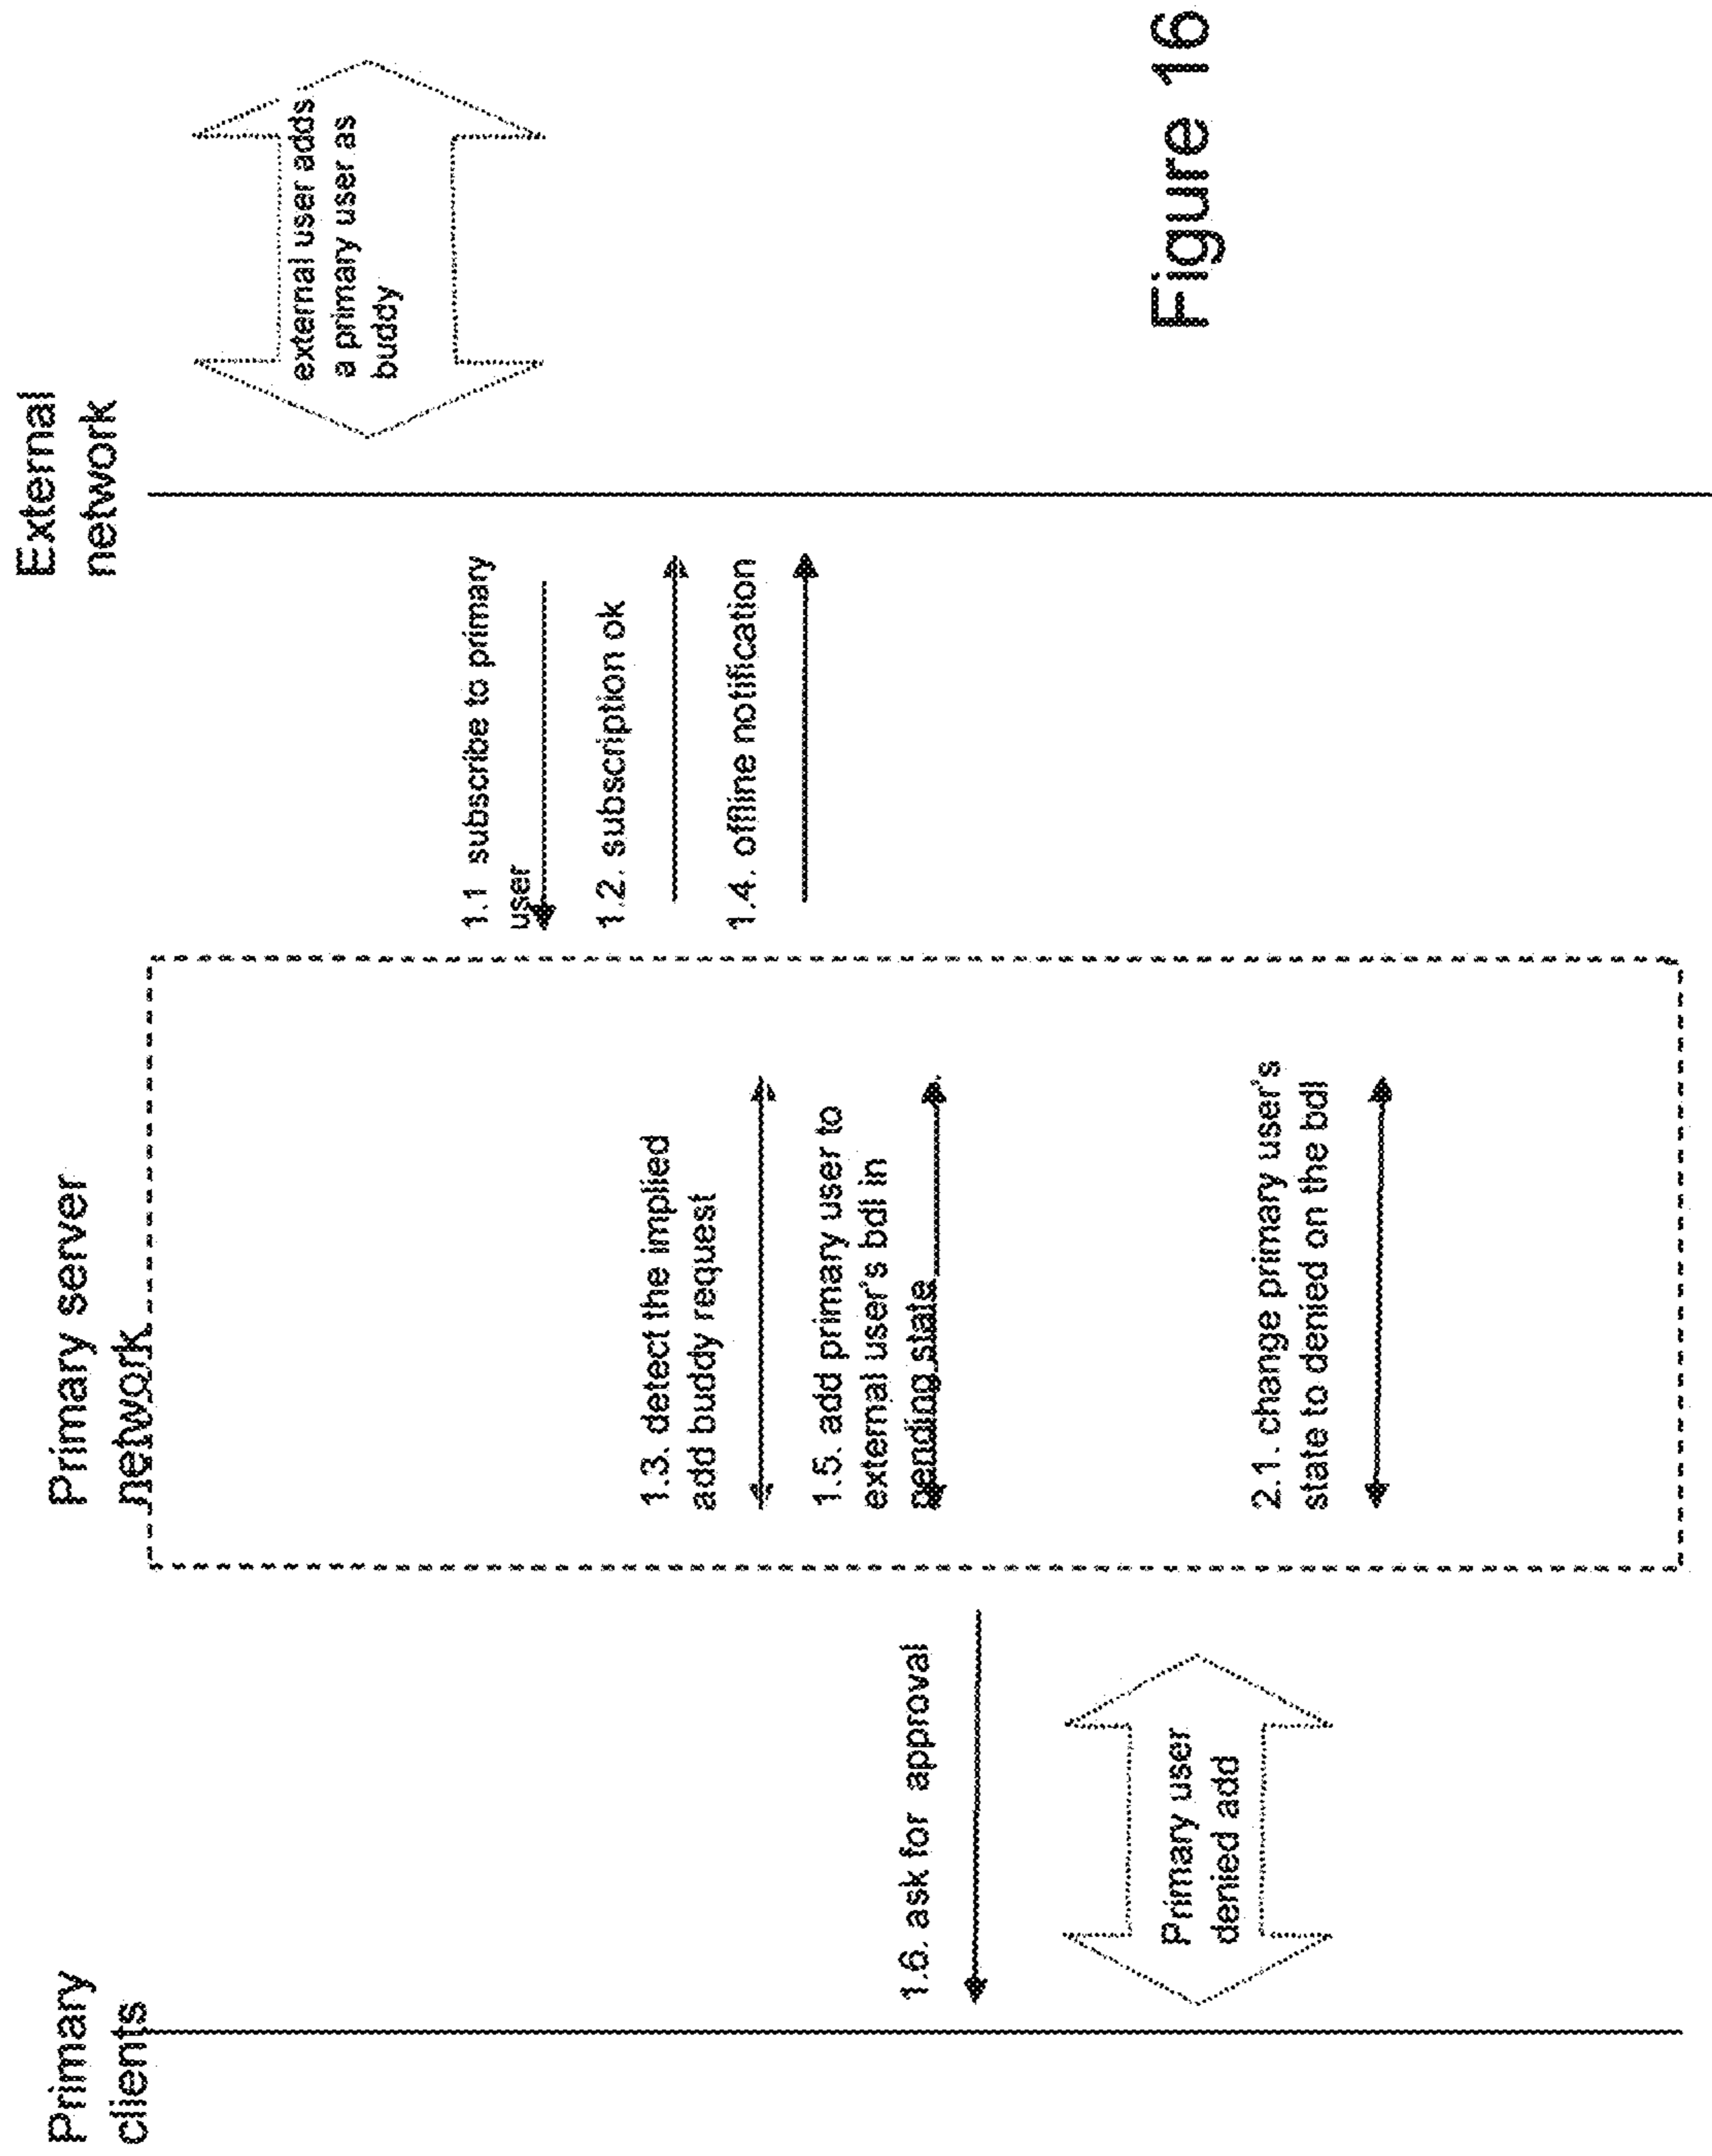 Primary
clients
Primary server
network
External
network
external user adds
a primary user as
buddy
1.1 subscribe to primary
user
1.2. subscription ok
1.3. detect the implied
add buddy request
1.4. offline notification
1.5. add primary user to
external user's bdl in
pending state
1.6. ask for approval
Primary user
denied add
2.1. change primary user's
state to denied on the bdl
Figure 16